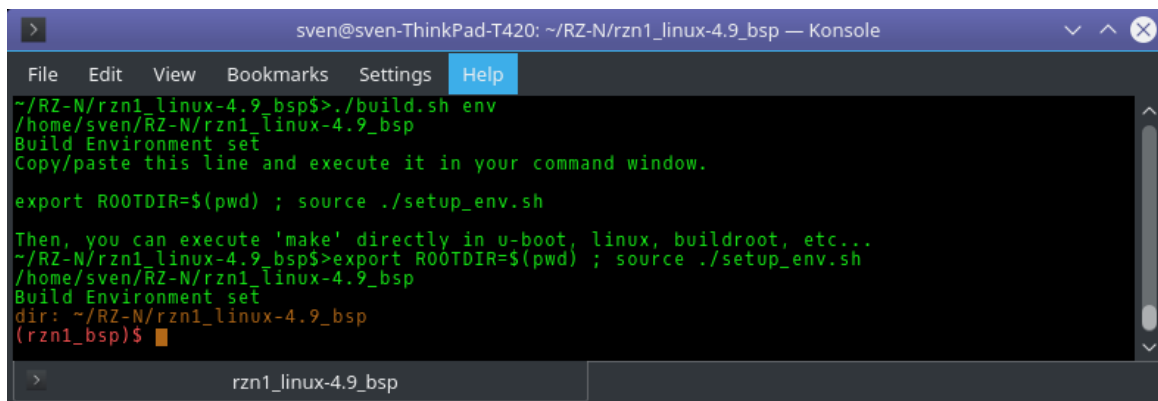 sven@sven-ThinkPad-T420: ~/RZ-N/rzn1_linux-4.9_bsp — Konsole
File Edit View Bookmarks Settings Help
~/RZ-N/rzn1_linux-4.9_bsp$>./build.sh env
/home/sven/RZ-N/rzn1_linux-4.9_bsp
Build Environment set
Copy/paste this line and execute it in your command window.
export ROOTDIR=$(pwd) ; source ./setup_env.sh
Then, you can execute 'make' directly in u-boot, linux, buildroot, etc...
~/RZ-N/rzn1_linux-4.9_bsp$>export ROOTDIR=$(pwd) ; source ./setup_env.sh
/home/sven/RZ-N/rzn1_linux-4.9_bsp
Build Environment set
dir: ~/RZ-N/rzn1_linux-4.9_bsp
(rzn1_bsp)$
rzn1_linux-4.9_bsp